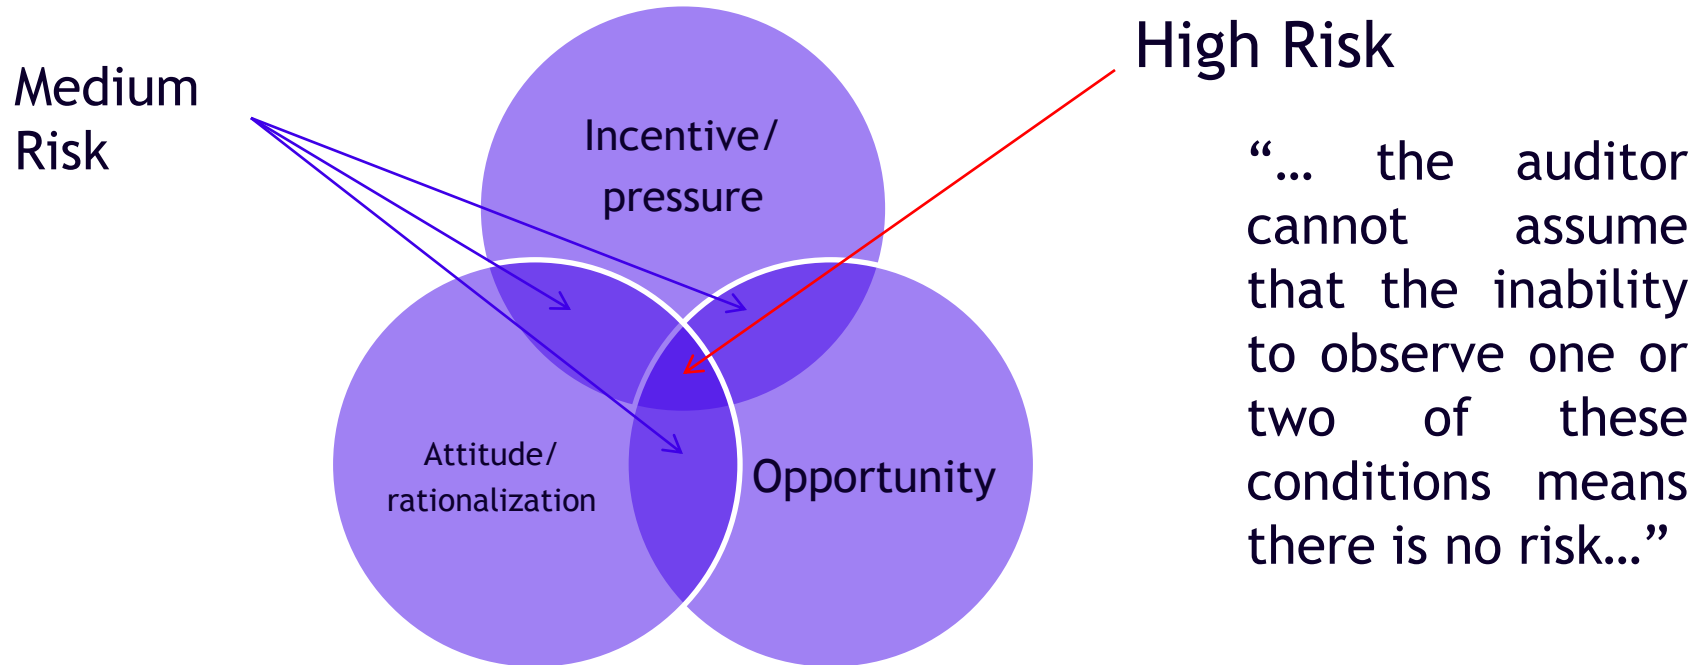 Medium
Risk
Incentive/
pressure
Attitude/
rationalization
Opportunity
High Risk
“… the auditor
cannot assume
that the inability
to observe one or
two of these
conditions means
there is no risk…”